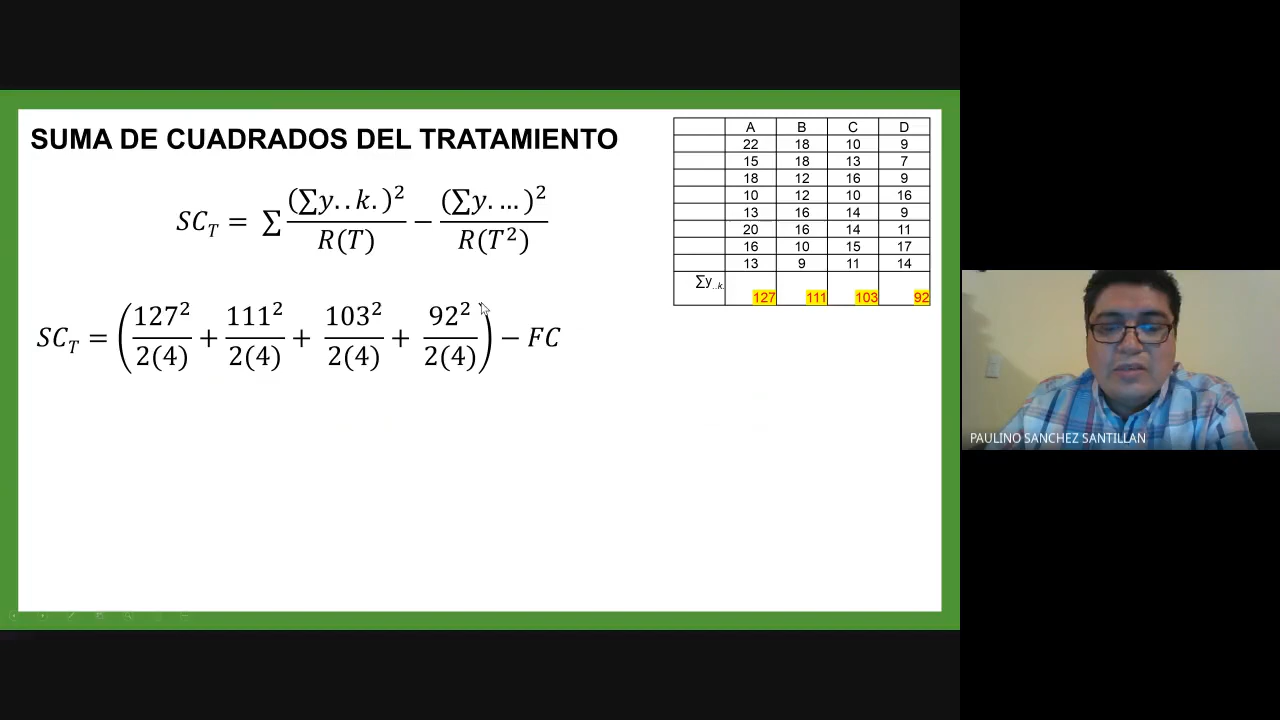 SUMA DE CUADRADOS DEL TRATAMIENTO
SC_T = ∑ (∑y..k.)² / R(T) − (∑y....)² / R(T²)
SC_T = (127² / 2(4) + 111² / 2(4) + 103² / 2(4) + 92² / 2(4)) − FC
A B C D
22 18 10 9
15 18 13 7
18 12 16 9
10 12 10 16
13 16 14 9
20 16 14 11
16 10 15 17
13 9 11 14
∑y..k. 127 111 103 92
PAULINO SANCHEZ SANTILLAN